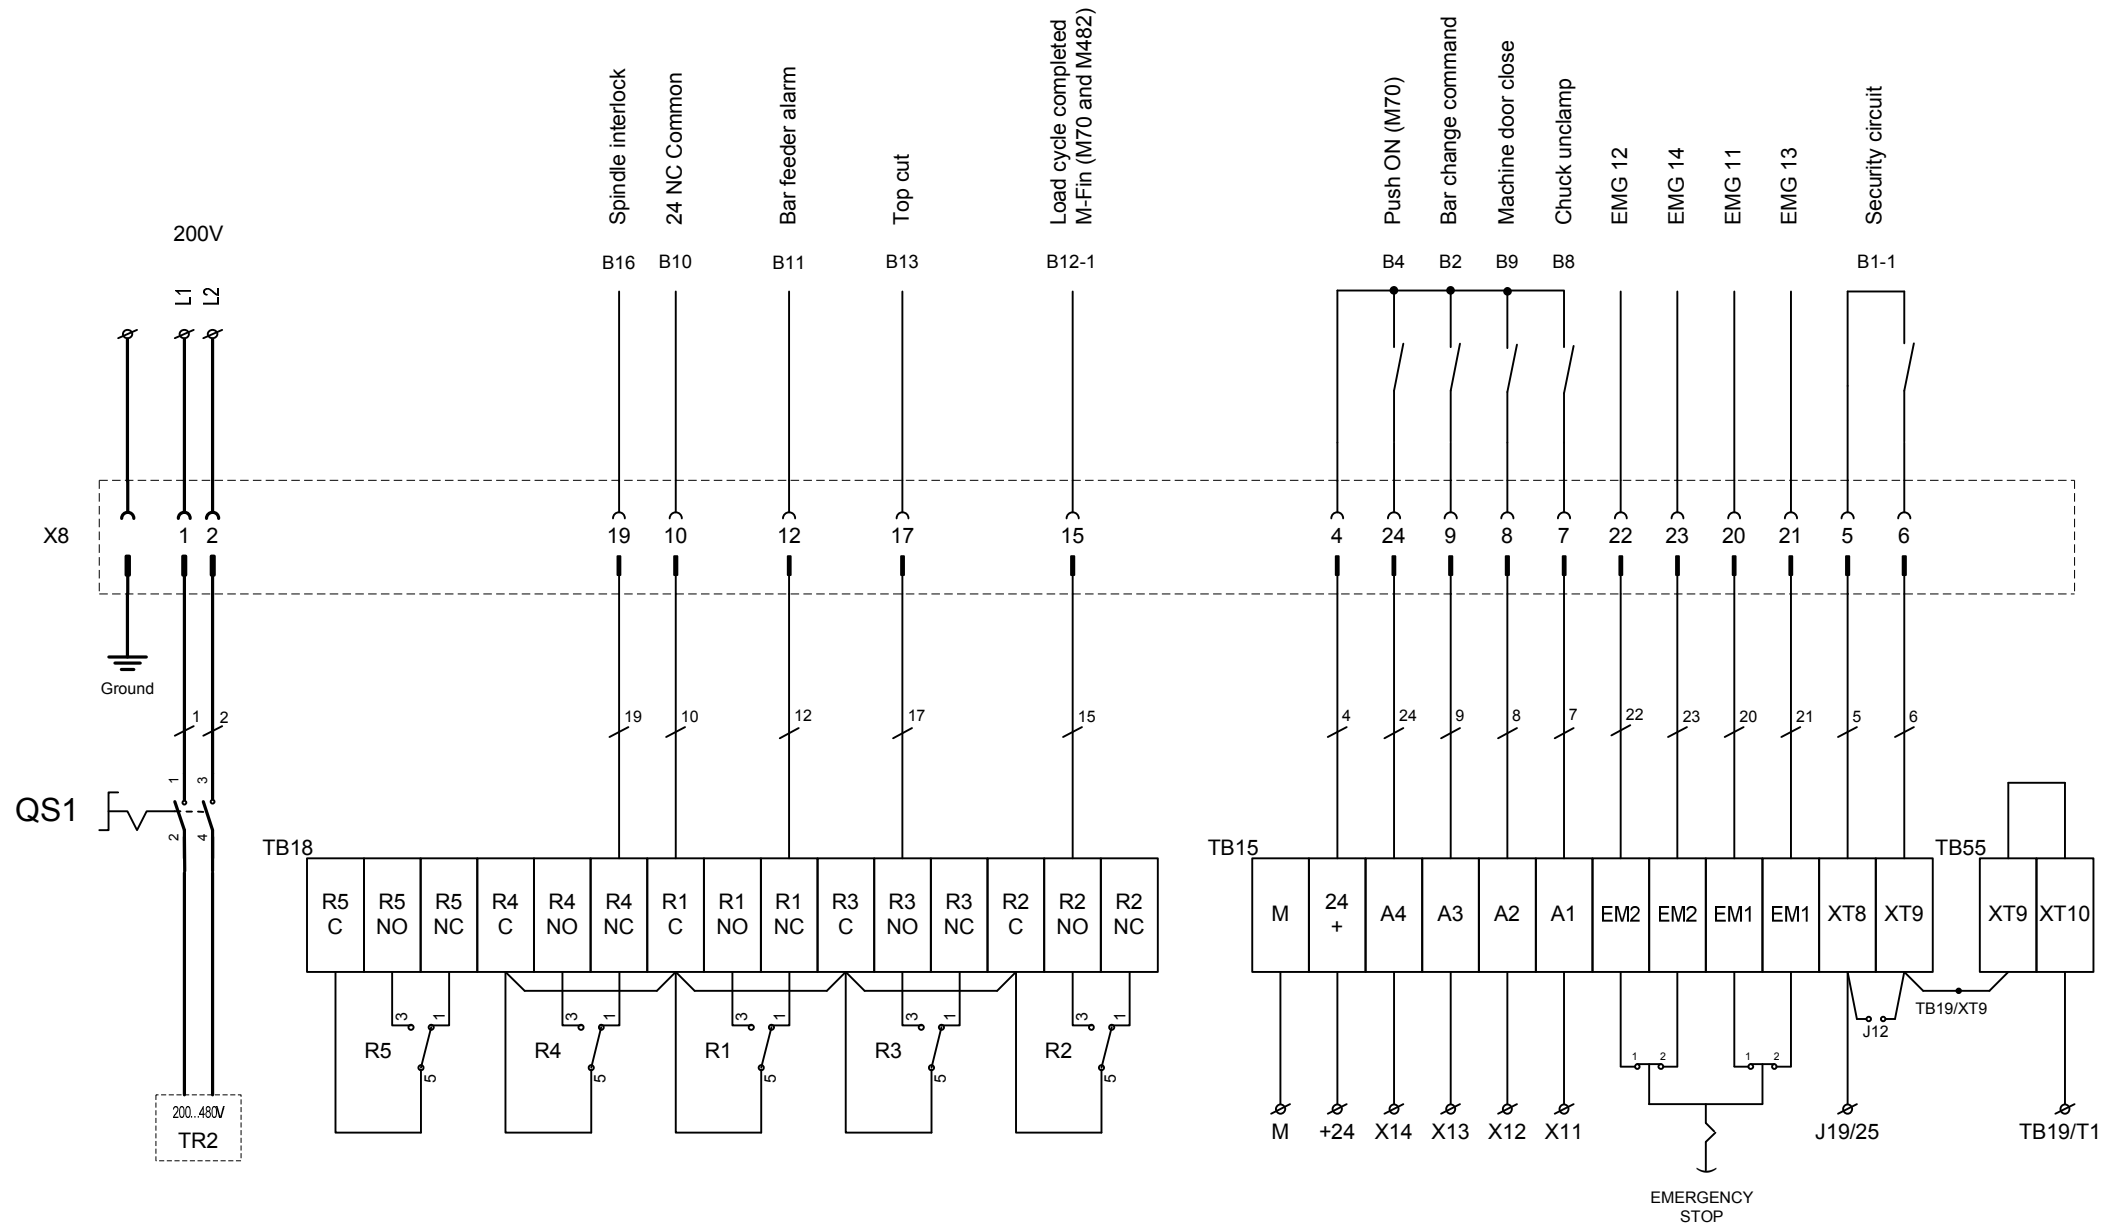 Spindle interlock
24 NC Common
Bar feeder alarm
Top cut
Load cycle completed
M-Fin (M70 and M482)
Push ON (M70)
Bar change command
Machine door close
Chuck unclamp
EMG 12
EMG 14
EMG 11
EMG 13
Security circuit
200V
B16 B10 B11 B13 B12-1 B4 B2 B9 B8 B1-1
L1 L2
X8 1 2 19 10 12 17 15 4 24 9 8 7 22 23 20 21 5 6
Ground
1 2 19 10 12 17 15 4 24 9 8 7 22 23 20 21 5 6
1 3
QS1
2 4
TB18 TB15 TB55
R5 C
R5 NO
R5 NC
R4 C
R4 NO
R4 NC
R1 C
R1 NO
R1 NC
R3 C
R3 NO
R3 NC
R2 C
R2 NO
R2 NC
M
24 +
A4 A3 A2 A1 EM2 EM2 EM1 EM1 XT8 XT9 XT9 XT10
TB19/XT9
3 1 3 1 3 1 3 1 3 1
J12
R5 R4 R1 R3 R2
1 2 1 2
5 5 5 5 5
200...480V
TR2
M +24 X14 X13 X12 X11 J19/25 TB19/T1
EMERGENCY
STOP